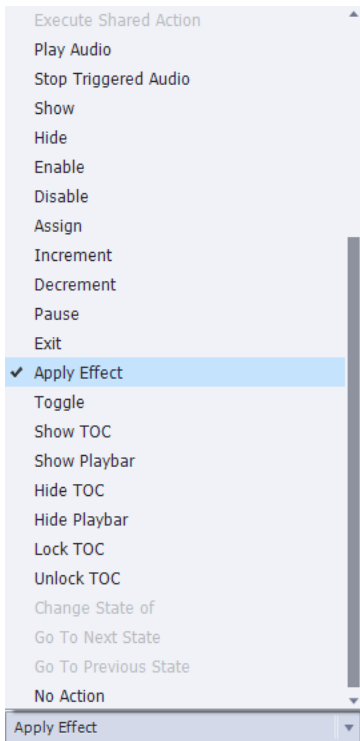 Execute Shared Action
Play Audio
Stop Triggered Audio
Show
Hide
Enable
Disable
Assign
Increment
Decrement
Pause
Exit
Apply Effect
Toggle
Show TOC
Show Playbar
Hide TOC
Hide Playbar
Lock TOC
Unlock TOC
Change State of
Go To Next State
Go To Previous State
No Action
Apply Effect